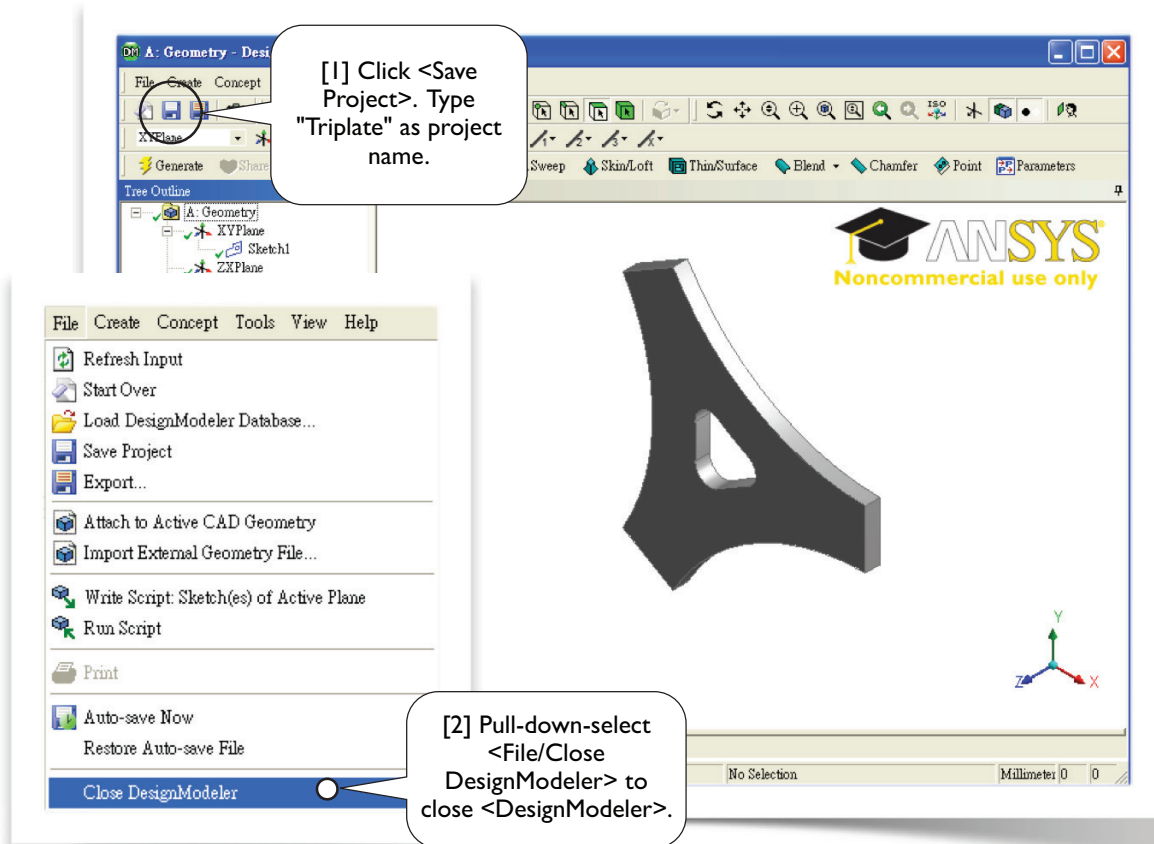 A: Geometry - Desi
[1] Click <Save
Project>. Type
"Triplate" as project
name.
File Create Concept
ISO
XYPlane
Generate Share
Sweep Skin/Loft Thin/Surface Blend Chamfer Point Parameters
Tree Outline
A: Geometry
XYPlane
Sketch1
ZXPlane
ANSYS
Noncommercial use only
File Create Concept Tools View Help
Refresh Input
Start Over
Load DesignModeler Database...
Save Project
Export...
Attach to Active CAD Geometry
Import External Geometry File...
Write Script: Sketch(es) of Active Plane
Run Script
Print
Auto-save Now
Restore Auto-save File
Close DesignModeler
[2] Pull-down-select
<File/Close
DesignModeler> to
close <DesignModeler>.
Y
Z X
No Selection Millimeter 0 0